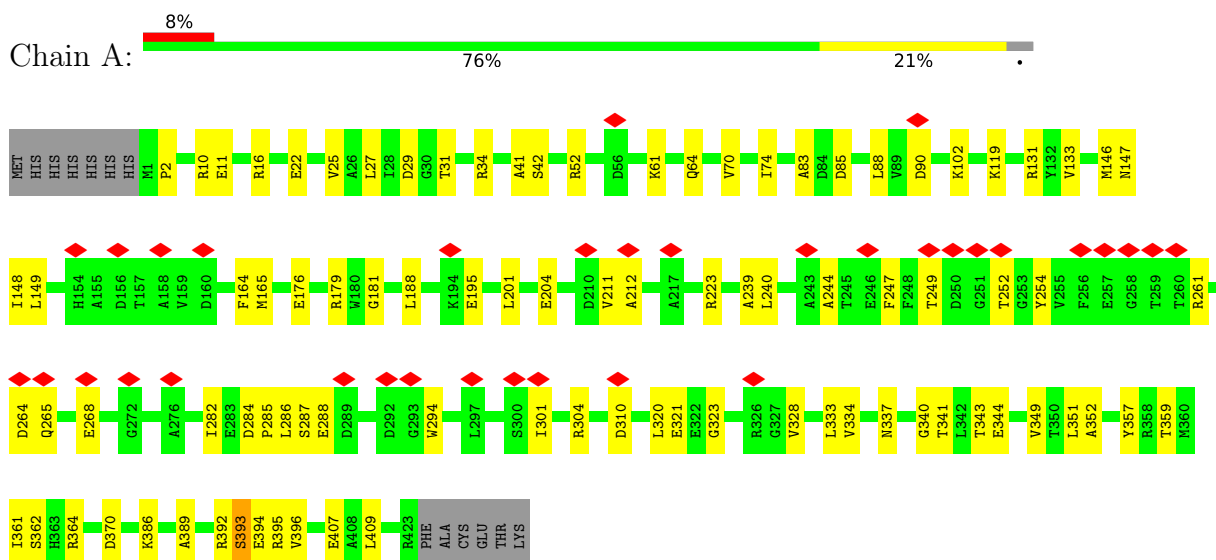 8%
Chain A:
76% 21% •
MET HIS HIS HIS HIS HIS HIS M1 P2 R10 E11 R16 E22 V25 A26 L27 I28 D29 G30 T31 R34 A41 S42 R52 D56 K61 Q64 V70 I74 A83 D84 D85 L88 V89 D90 K102 K119 R131 Y132 V133 M146 N147
I148 L149 H154 A155 D156 T157 A158 V159 D160 F164 M165 E176 R179 W180 G181 L188 K194 E195 L201 E204 D210 V211 A212 A217 R223 A239 L240 A243 A244 T245 E246 F247 F248 T249 D250 G251 T252 G253 Y254 V255 F256 E257 G258 T259 T260 R261
D264 Q265 E268 G272 A276 I282 E283 D284 P285 L286 S287 E288 D289 D292 G293 W294 L297 S300 I301 R304 D310 L320 E321 E322 G323 R326 G327 V328 L333 V334 N337 G340 T341 L342 T343 E344 V349 T350 L351 A352 Y357 R358 T359 M360
I361 S362 H363 R364 D370 K386 A389 R392 S393 E394 R395 V396 E407 A408 L409 R423 PHE ALA CYS GLU THR LYS